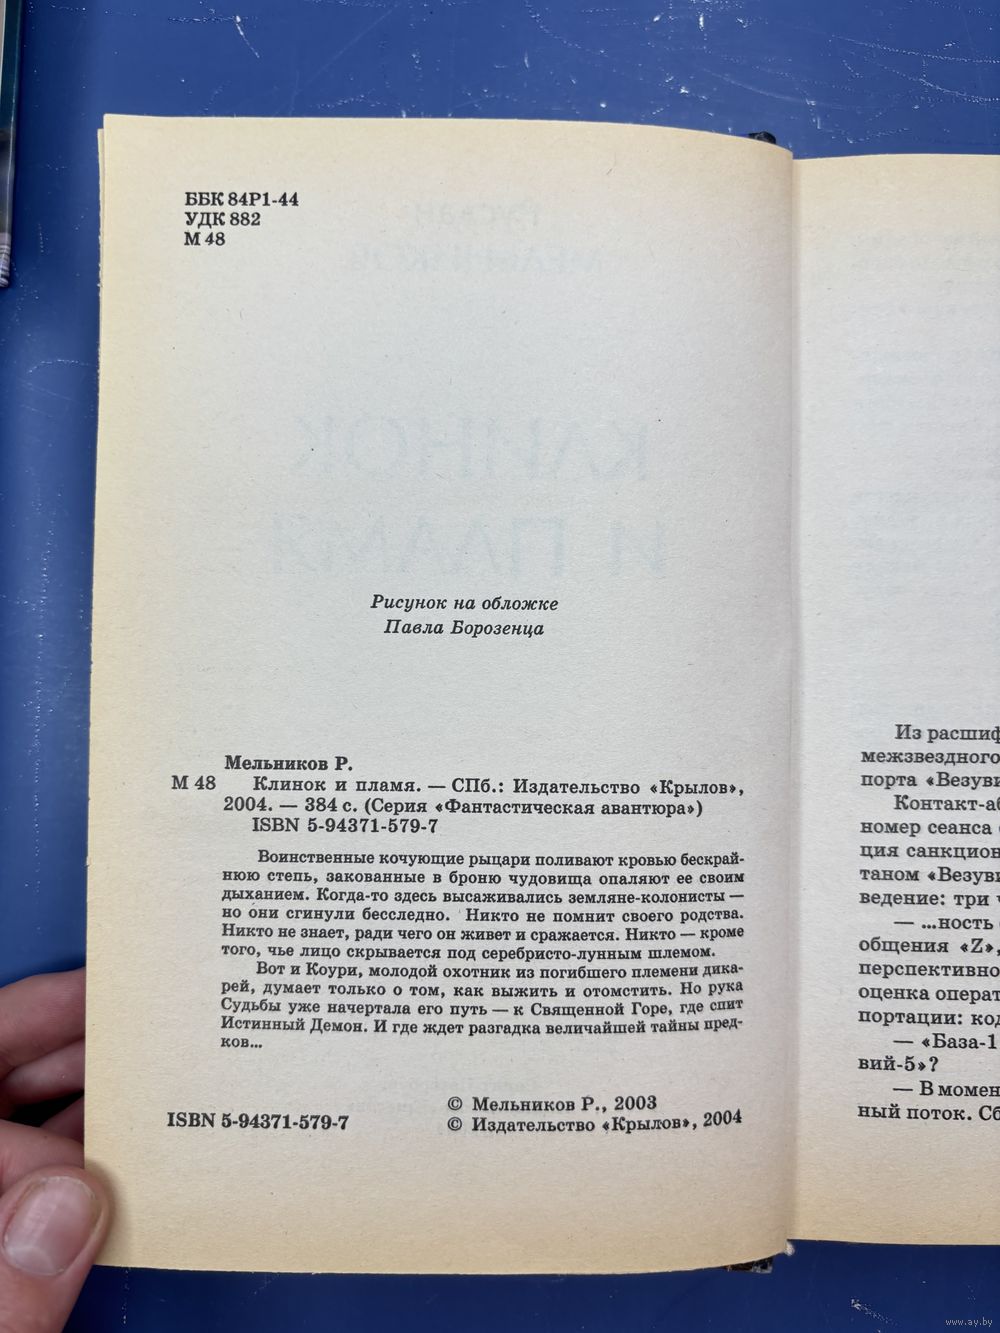 ББК 84Р1-44
УДК 882
М 48
Рисунок на обложке
Павла Борозенца
Мельников Р.
М 48 Клинок и пламя. — СПб.: Издательство «Крылов»,
2004. — 384 с. (Серия «Фантастическая авантюра»)
ISBN 5-94371-579-7
Воинственные кочующие рыцари поливают кровью бескрай-
нюю степь, закованные в броню чудовища опаляют ее своим
дыханием. Когда-то здесь высаживались земляне-колонисты —
но они сгинули бесследно. Никто не помнит своего родства.
Никто не знает, ради чего он живет и сражается. Никто — кроме
того, чье лицо скрывается под серебристо-лунным шлемом.
Вот и Коури, молодой охотник из погибшего племени дика-
рей, думает только о том, как выжить и отомстить. Но рука
Судьбы уже начертала его путь — к Священной Горе, где спит
Истинный Демон. И где ждет разгадка величайшей тайны пред-
ков...
ISBN 5-94371-579-7
© Мельников Р., 2003
© Издательство «Крылов», 2004
Из расшиф
межзвездного
порта «Везуви
Контакт-аб
номер сеанса
ция санкцион
таном «Везуви
ведение: три ч
— ...ность
общения «Z»,
перспективно
оценка операт
портации: код
— «База-1
вий-5»?
— В момен
ный поток. Сб
www.ay.by